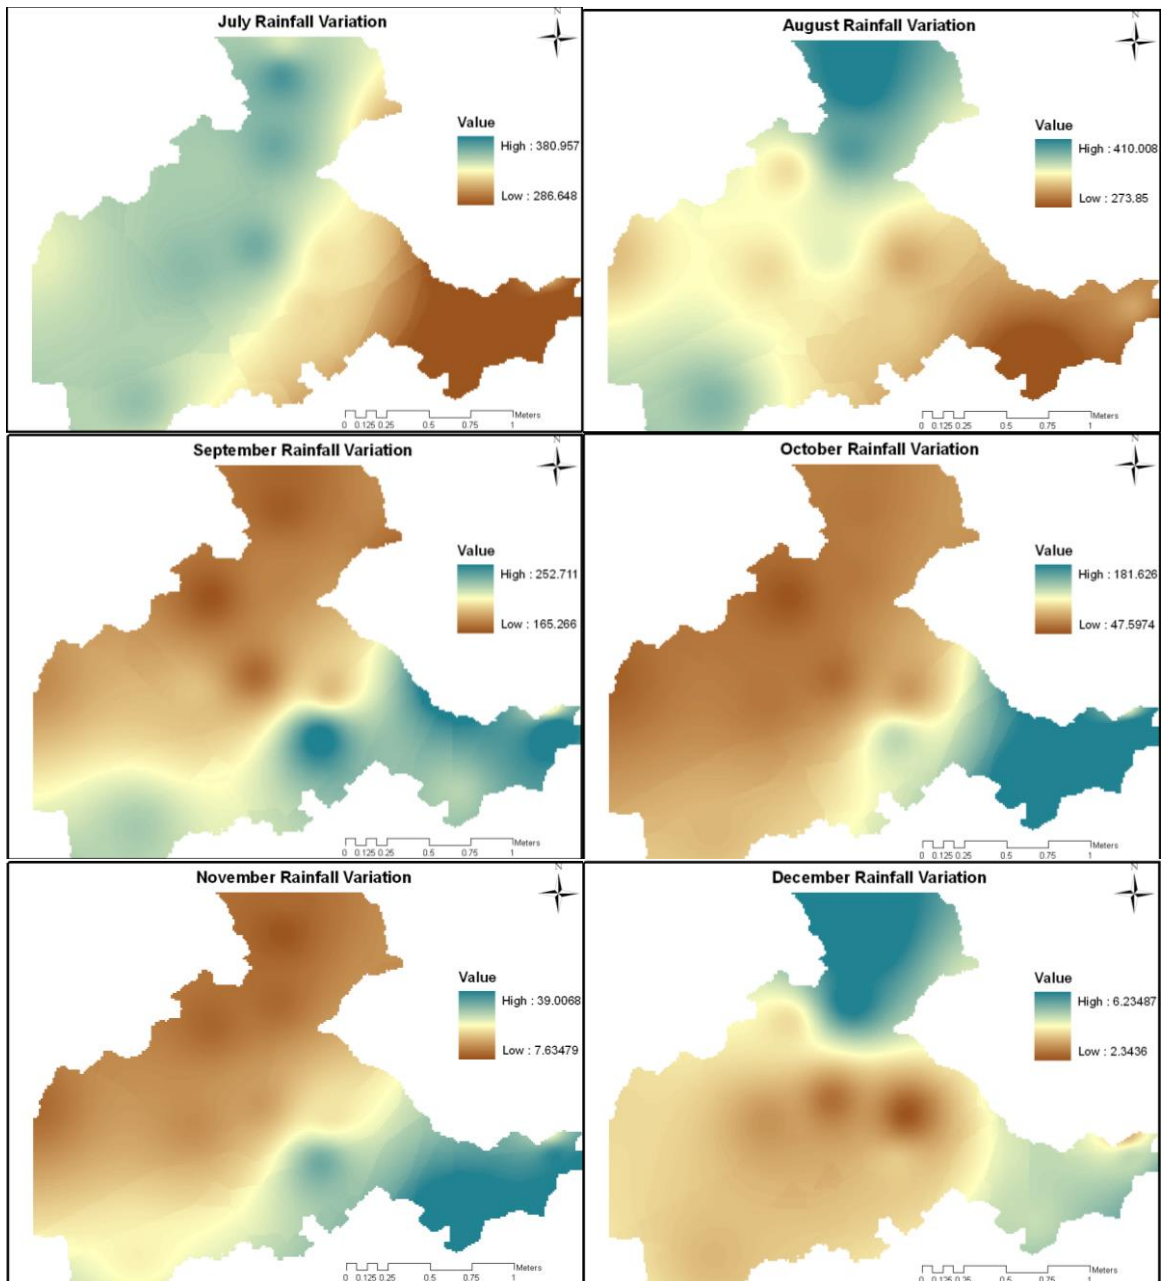 July Rainfall Variation
N
Value
High : 380.957
Low : 286.648
0 0.125 0.25 0.5 0.75 1 Meters
August Rainfall Variation
N
Value
High : 410.008
Low : 273.85
0 0.125 0.25 0.5 0.75 1 Meters
September Rainfall Variation
N
Value
High : 252.711
Low : 165.266
0 0.125 0.25 0.5 0.75 1 Meters
October Rainfall Variation
N
Value
High : 181.626
Low : 47.5974
0 0.125 0.25 0.5 0.75 1 Meters
November Rainfall Variation
N
Value
High : 39.0068
Low : 7.63479
0 0.125 0.25 0.5 0.75 1 Meters
December Rainfall Variation
N
Value
High : 6.23487
Low : 2.3436
0 0.125 0.25 0.5 0.75 1 Meters